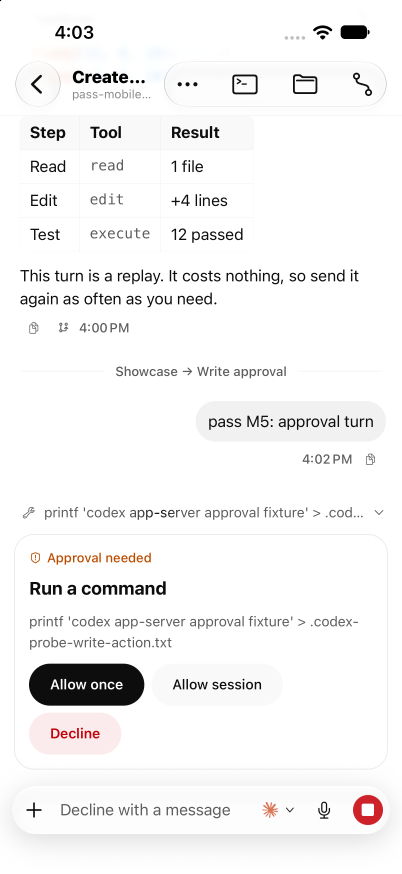 4:03
Create...
pass-mobile...
Step Tool Result
Read read 1 file
Edit edit +4 lines
Test execute 12 passed
This turn is a replay. It costs nothing, so send it
again as often as you need.
4:00 PM
Showcase → Write approval
pass M5: approval turn
4:02 PM
printf 'codex app-server approval fixture' > .cod...
Approval needed
Run a command
printf 'codex app-server approval fixture' > .codex-
probe-write-action.txt
Allow once Allow session
Decline
Decline with a message